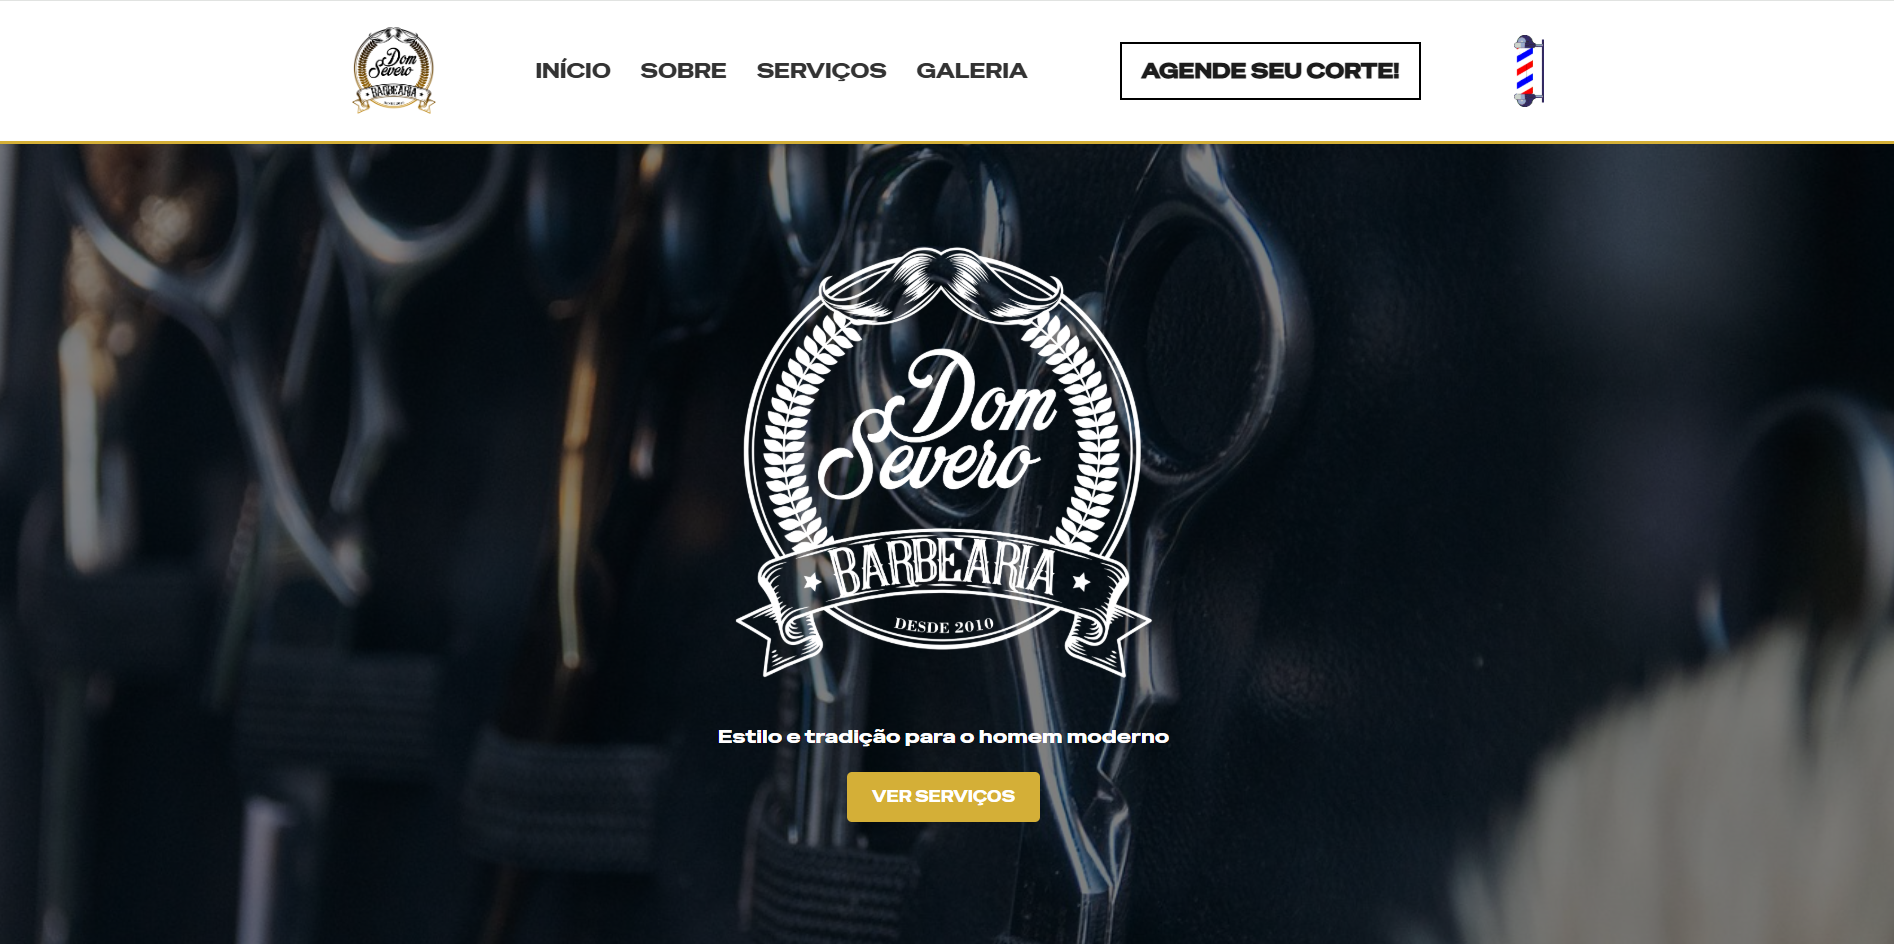 Dom
Severo
BARBEARIA
INÍCIO
SOBRE
SERVIÇOS
GALERIA
AGENDE SEU CORTE!
Dom
Severo
BARBEARIA
DESDE 2010
Estilo e tradição para o homem moderno
VER SERVIÇOS